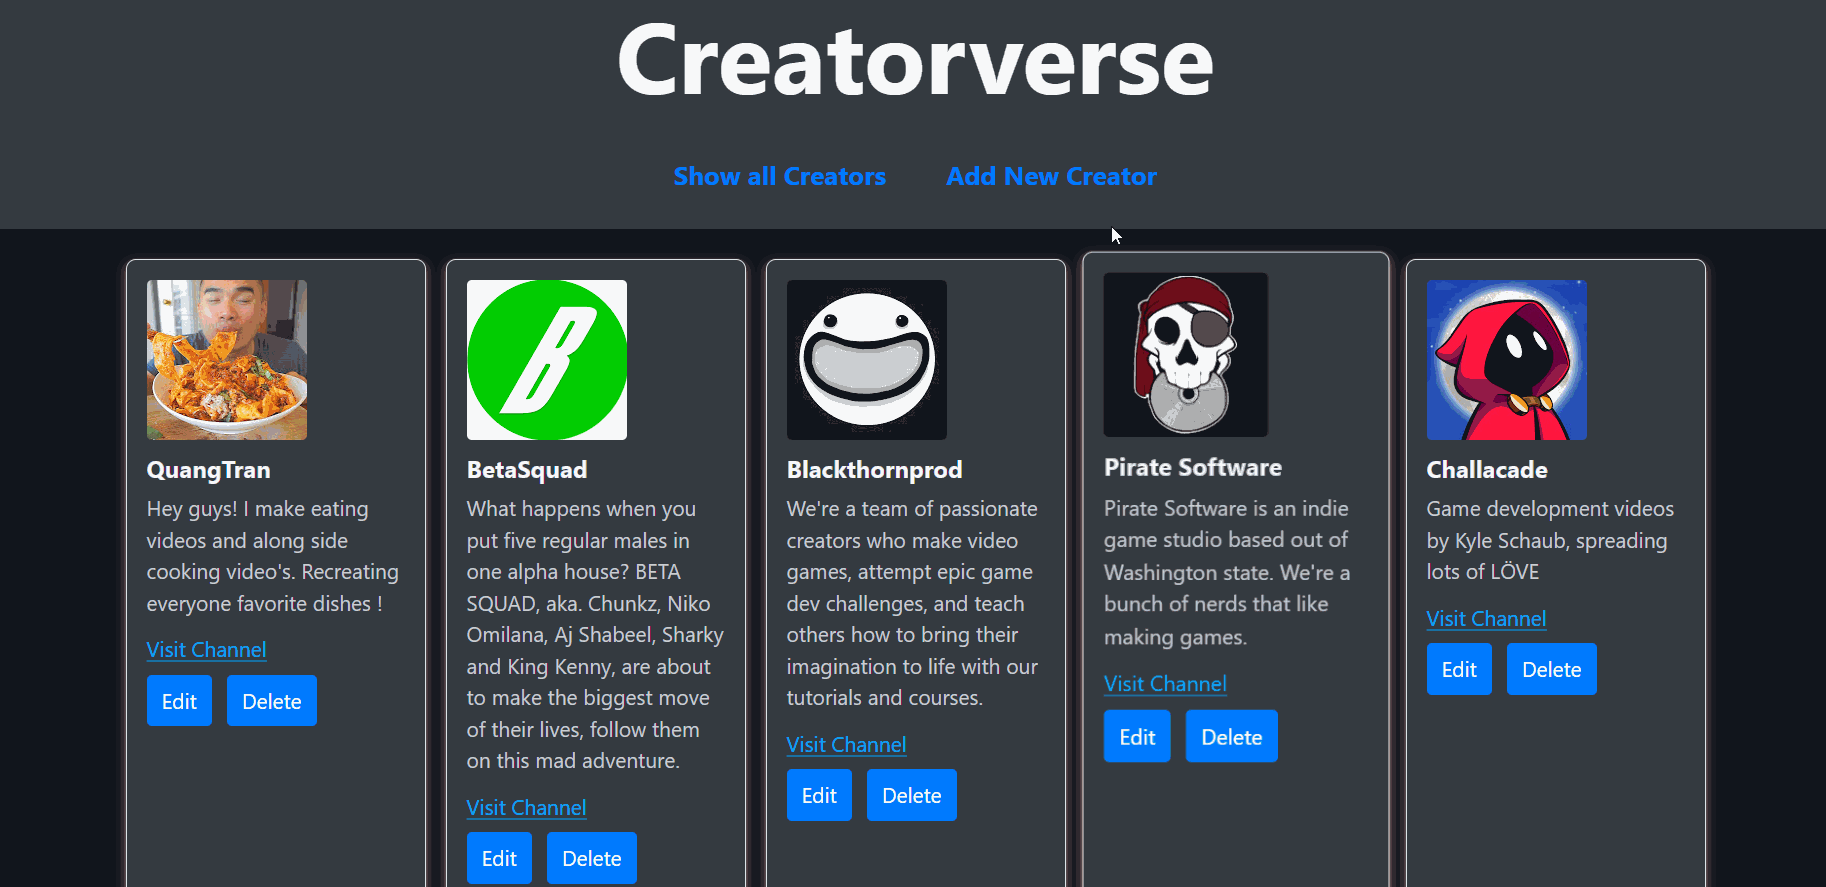 Creatorverse
Show all Creators
Add New Creator
QuangTran
Hey guys! I make eating
videos and along side
cooking video's. Recreating
everyone favorite dishes !
Visit Channel
Edit
Delete
B
BetaSquad
What happens when you
put five regular males in
one alpha house? BETA
SQUAD, aka. Chunkz, Niko
Omilana, Aj Shabeel, Sharky
and King Kenny, are about
to make the biggest move
of their lives, follow them
on this mad adventure.
Visit Channel
Edit
Delete
Blackthornprod
We're a team of passionate
creators who make video
games, attempt epic game
dev challenges, and teach
others how to bring their
imagination to life with our
tutorials and courses.
Visit Channel
Edit
Delete
Pirate Software
Pirate Software is an indie
game studio based out of
Washington state. We're a
bunch of nerds that like
making games.
Visit Channel
Edit
Delete
Challacade
Game development videos
by Kyle Schaub, spreading
lots of LÖVE
Visit Channel
Edit
Delete